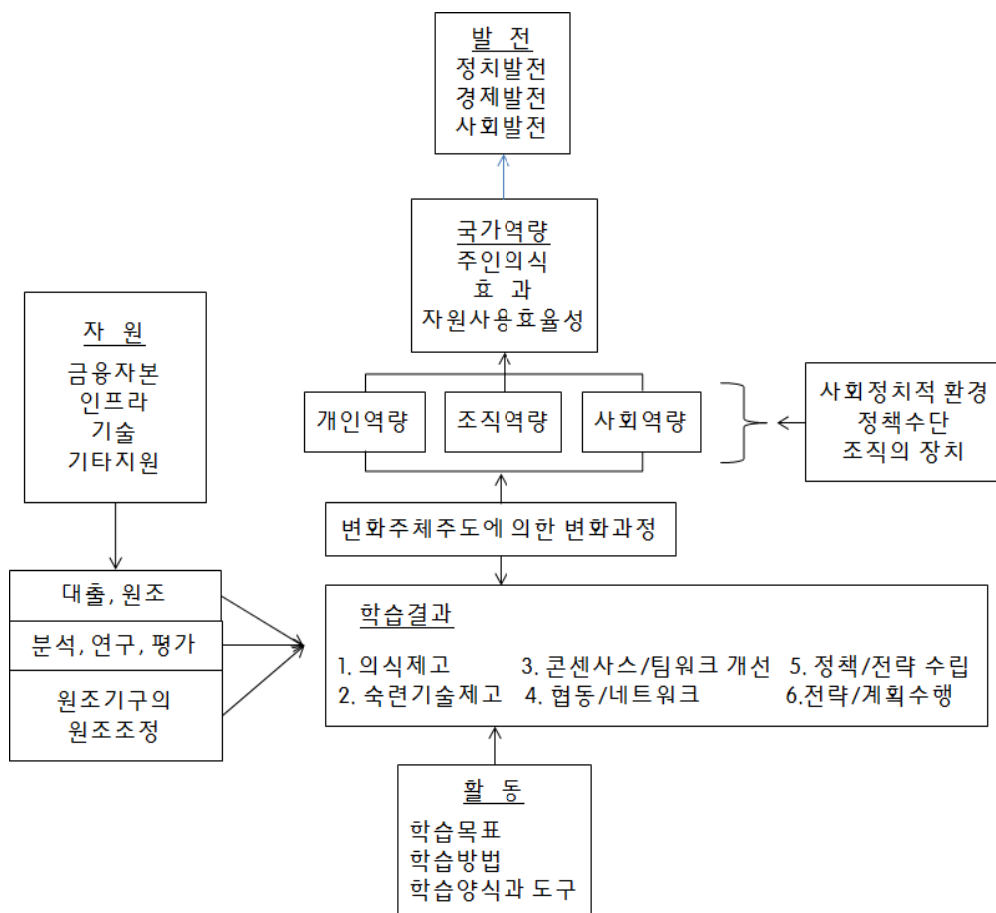 발 전
정치발전
경제발전
사회발전
국가역량
주인의식
효 과
자원사용효율성
자 원
금융자본
인프라
기술
기타지원
개인역량
조직역량
사회역량
사회정치적 환경
정책수단
조직의 장치
변화주체주도에 의한 변화과정
대출, 원조
분석, 연구, 평가
원조기구의
원조조정
학습결과
1. 의식제고 3. 콘센사스/팀워크 개선 5. 정책/전략 수립
2. 숙련기술제고 4. 협동/네트워크 6.전략/계획수행
활 동
학습목표
학습방법
학습양식과 도구